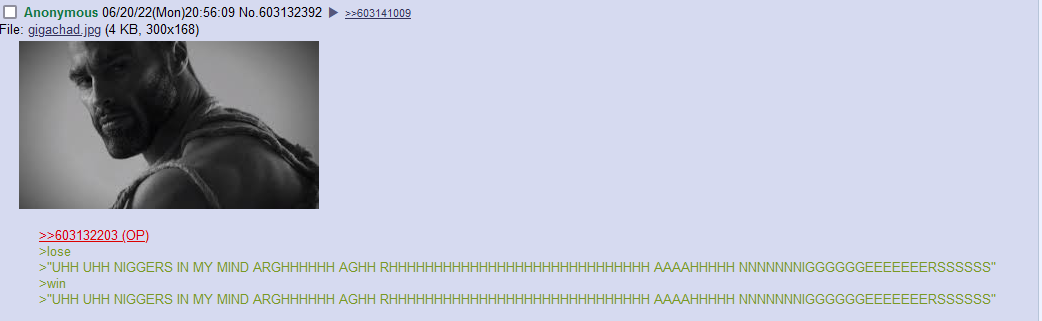 Anonymous 06/20/22(Mon)20:56:09 No.603132392 ▶ >>603141009
File: gigachad.jpg (4 KB, 300x168)
>>603132203 (OP)
>lose
>"UHH UHH NIGGERS IN MY MIND ARGHHHHHH AGHH RHHHHHHHHHHHHHHHHHHHHHHHHHHHHHH AAAAHHHHH NNNNNNNIGGGGGGEEEEEEERSSSSSS"
>win
>"UHH UHH NIGGERS IN MY MIND ARGHHHHHH AGHH RHHHHHHHHHHHHHHHHHHHHHHHHHHHHHH AAAAHHHHH NNNNNNNIGGGGGGEEEEEEERSSSSSS"